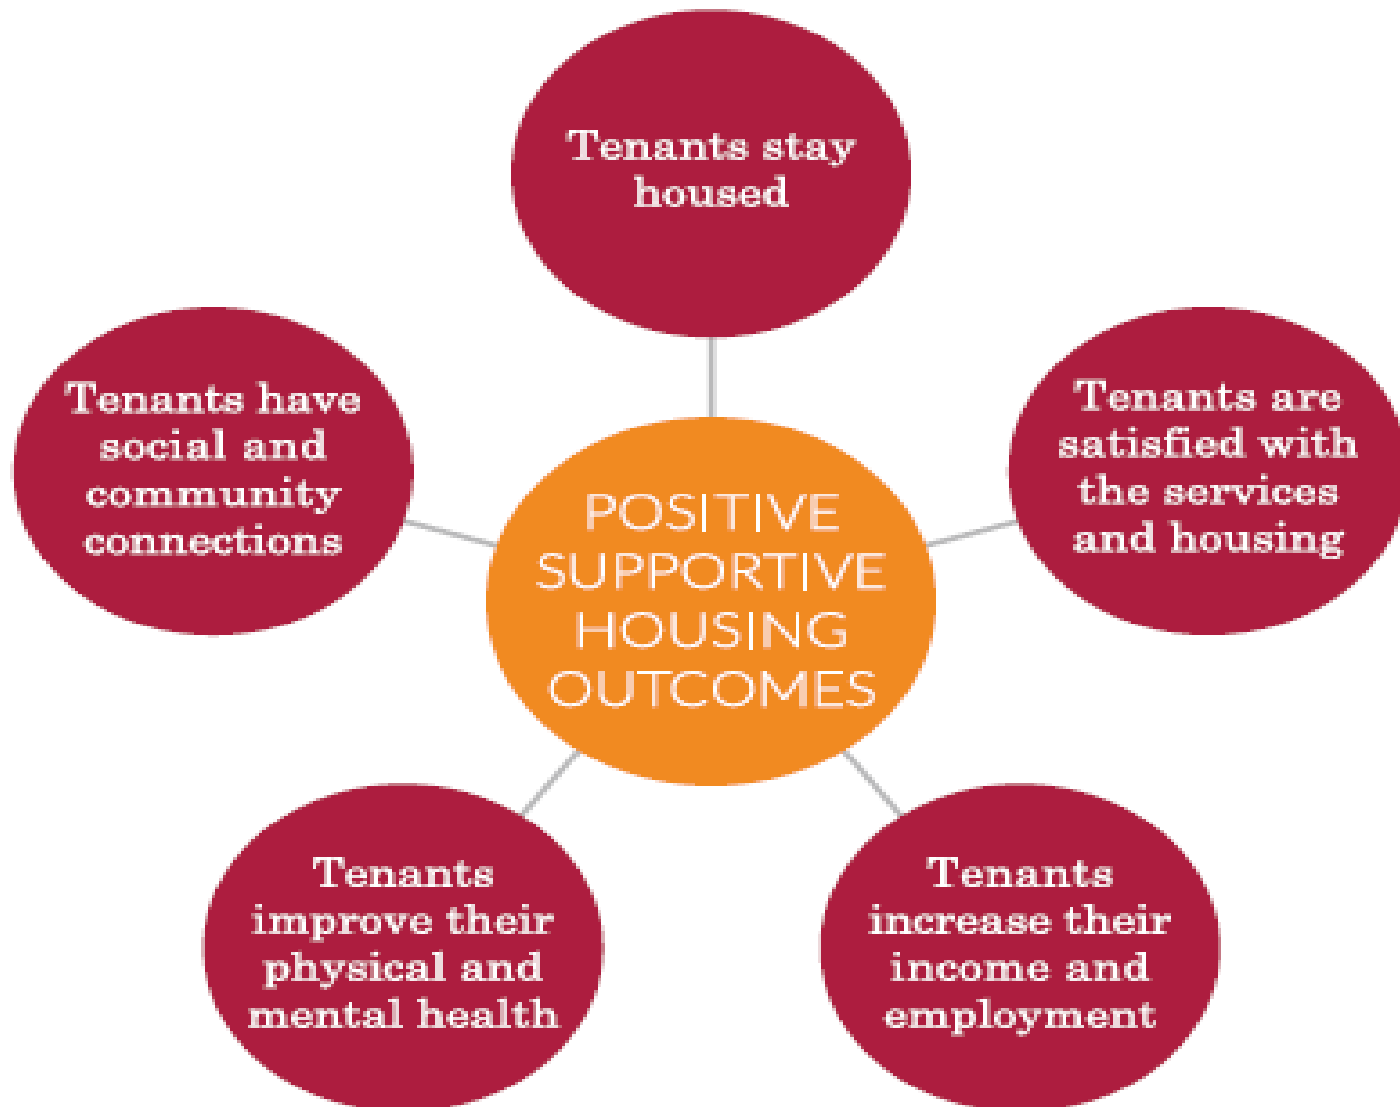 Tenants stay
housed
Tenants are
satisfied with
the services
and housing
Tenants
increase their
income and
employment
Tenants
improve their
physical and
mental health
Tenants have
social and
community
connections
POSITIVE
SUPPORTIVE
HOUSING
OUTCOMES